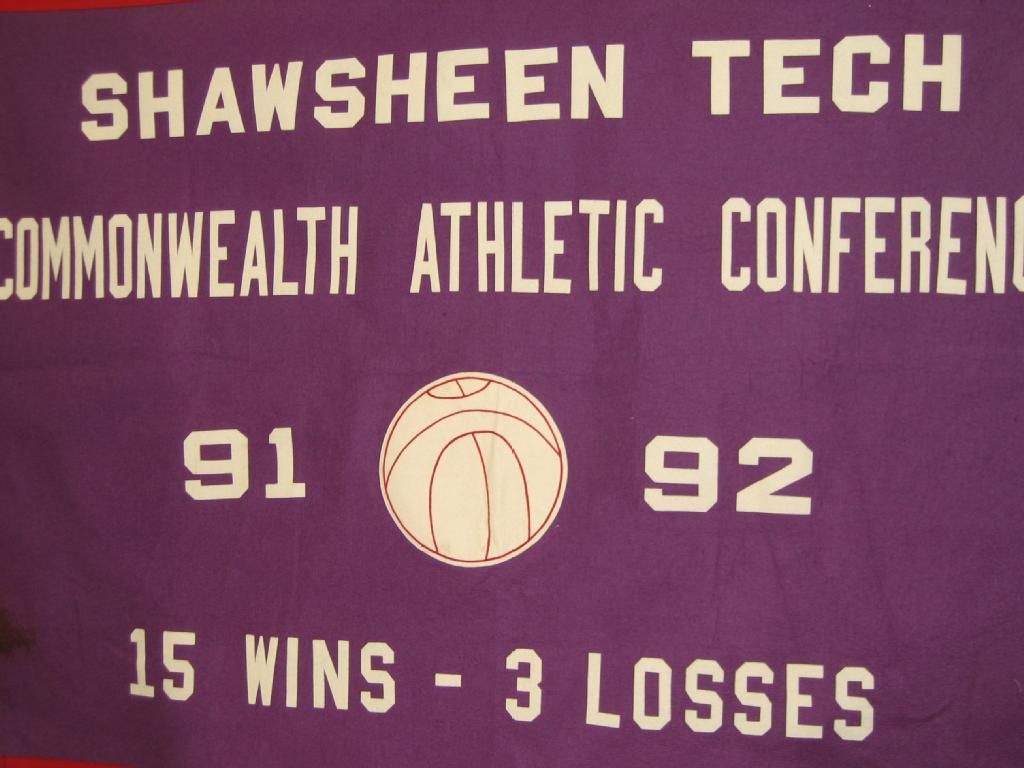 SHAWSHEEN TECH
COMMONWEALTH ATHLETIC CONFERENC
91 92
15 WINS - 3 LOSSES